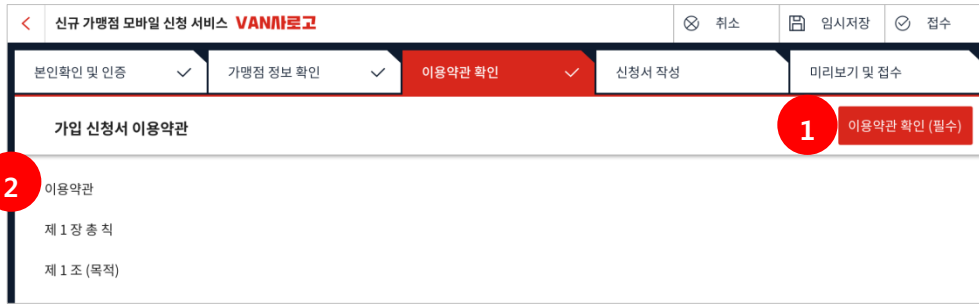 신규 가맹점 모바일 신청 서비스 VAN사로고 취소 임시저장 접수
본인확인 및 인증 가맹점 정보 확인 이용약관 확인 신청서 작성 미리보기 및 접수
가입 신청서 이용약관 1 이용약관 확인 (필수)
2 이용약관
제 1 장 총 칙
제 1 조 (목적)